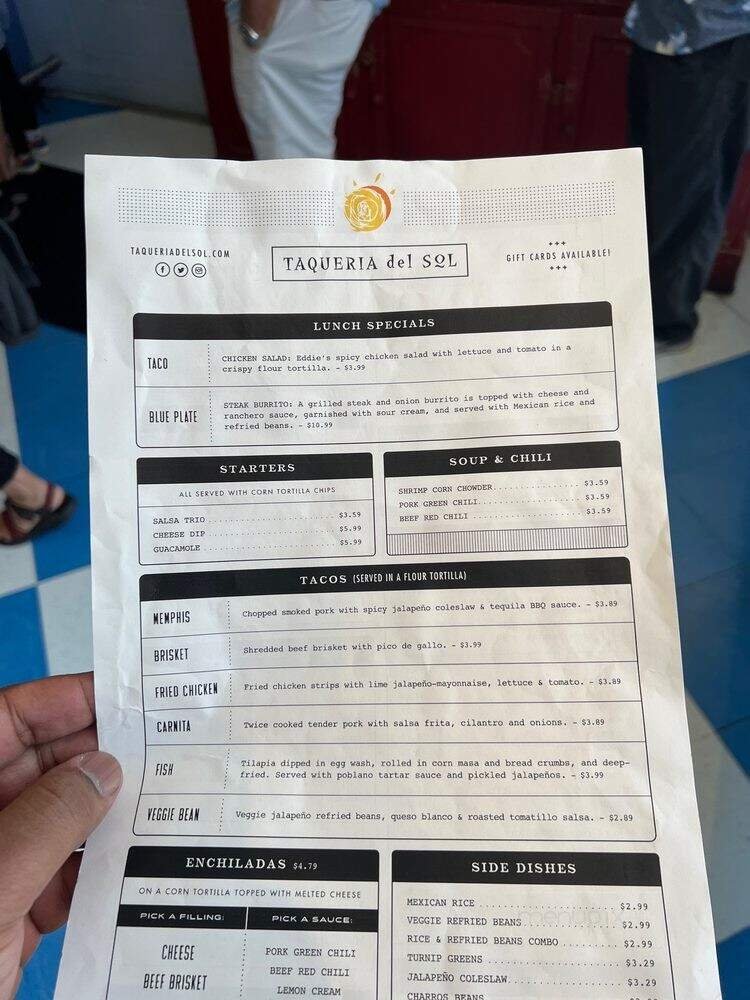 TAQUERIADELSOL.COM
TAQUERIA del SOL
+++
GIFT CARDS AVAILABLE!
+++
LUNCH SPECIALS
TACO
CHICKEN SALAD: Eddie's spicy chicken salad with lettuce and tomato in a
crispy flour tortilla. - $3.99
BLUE PLATE
STEAK BURRITO: A grilled steak and onion burrito is topped with cheese and
ranchero sauce, garnished with sour cream, and served with Mexican rice and
refried beans. - $10.99
STARTERS
ALL SERVED WITH CORN TORTILLA CHIPS
SALSA TRIO $3.59
CHEESE DIP $5.99
GUACAMOLE $5.99
SOUP & CHILI
SHRIMP CORN CHOWDER $3.59
PORK GREEN CHILI $3.59
BEEF RED CHILI $3.59
TACOS (SERVED IN A FLOUR TORTILLA)
MEMPHIS
Chopped smoked pork with spicy jalapeño coleslaw & tequila BBQ sauce. - $3.89
BRISKET
Shredded beef brisket with pico de gallo. - $3.99
FRIED CHICKEN
Fried chicken strips with lime jalapeño-mayonnaise, lettuce & tomato. - $3.89
CARNITA
Twice cooked tender pork with salsa frita, cilantro and onions. - $3.89
FISH
Tilapia dipped in egg wash, rolled in corn masa and bread crumbs, and deep-
fried. Served with poblano tartar sauce and pickled jalapeños. - $3.99
VEGGIE BEAN
Veggie jalapeño refried beans, queso blanco & roasted tomatillo salsa. - $2.89
ENCHILADAS $4.79
ON A CORN TORTILLA TOPPED WITH MELTED CHEESE
PICK A FILLING:
CHEESE
BEEF BRISKET
PICK A SAUCE:
PORK GREEN CHILI
BEEF RED CHILI
LEMON CREAM
SIDE DISHES
MEXICAN RICE $2.99
VEGGIE REFRIED BEANS $2.99
RICE & REFRIED BEANS COMBO $2.99
TURNIP GREENS $3.29
JALAPEÑO COLESLAW $3.29
CHARROS BEANS